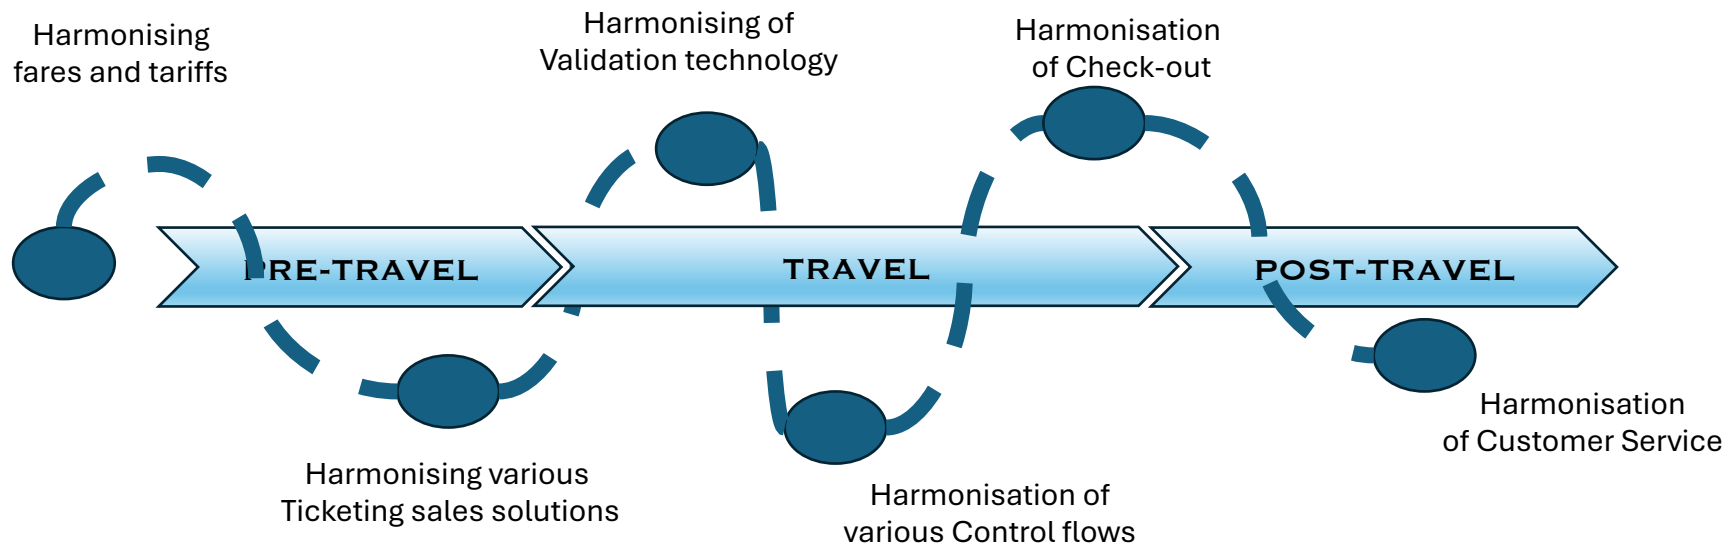 Harmonising
fares and tariffs
Harmonising of
Validation technology
Harmonisation
of Check-out
PRE-TRAVEL
TRAVEL
POST-TRAVEL
Harmonising various
Ticketing sales solutions
Harmonisation of
various Control flows
Harmonisation
of Customer Service